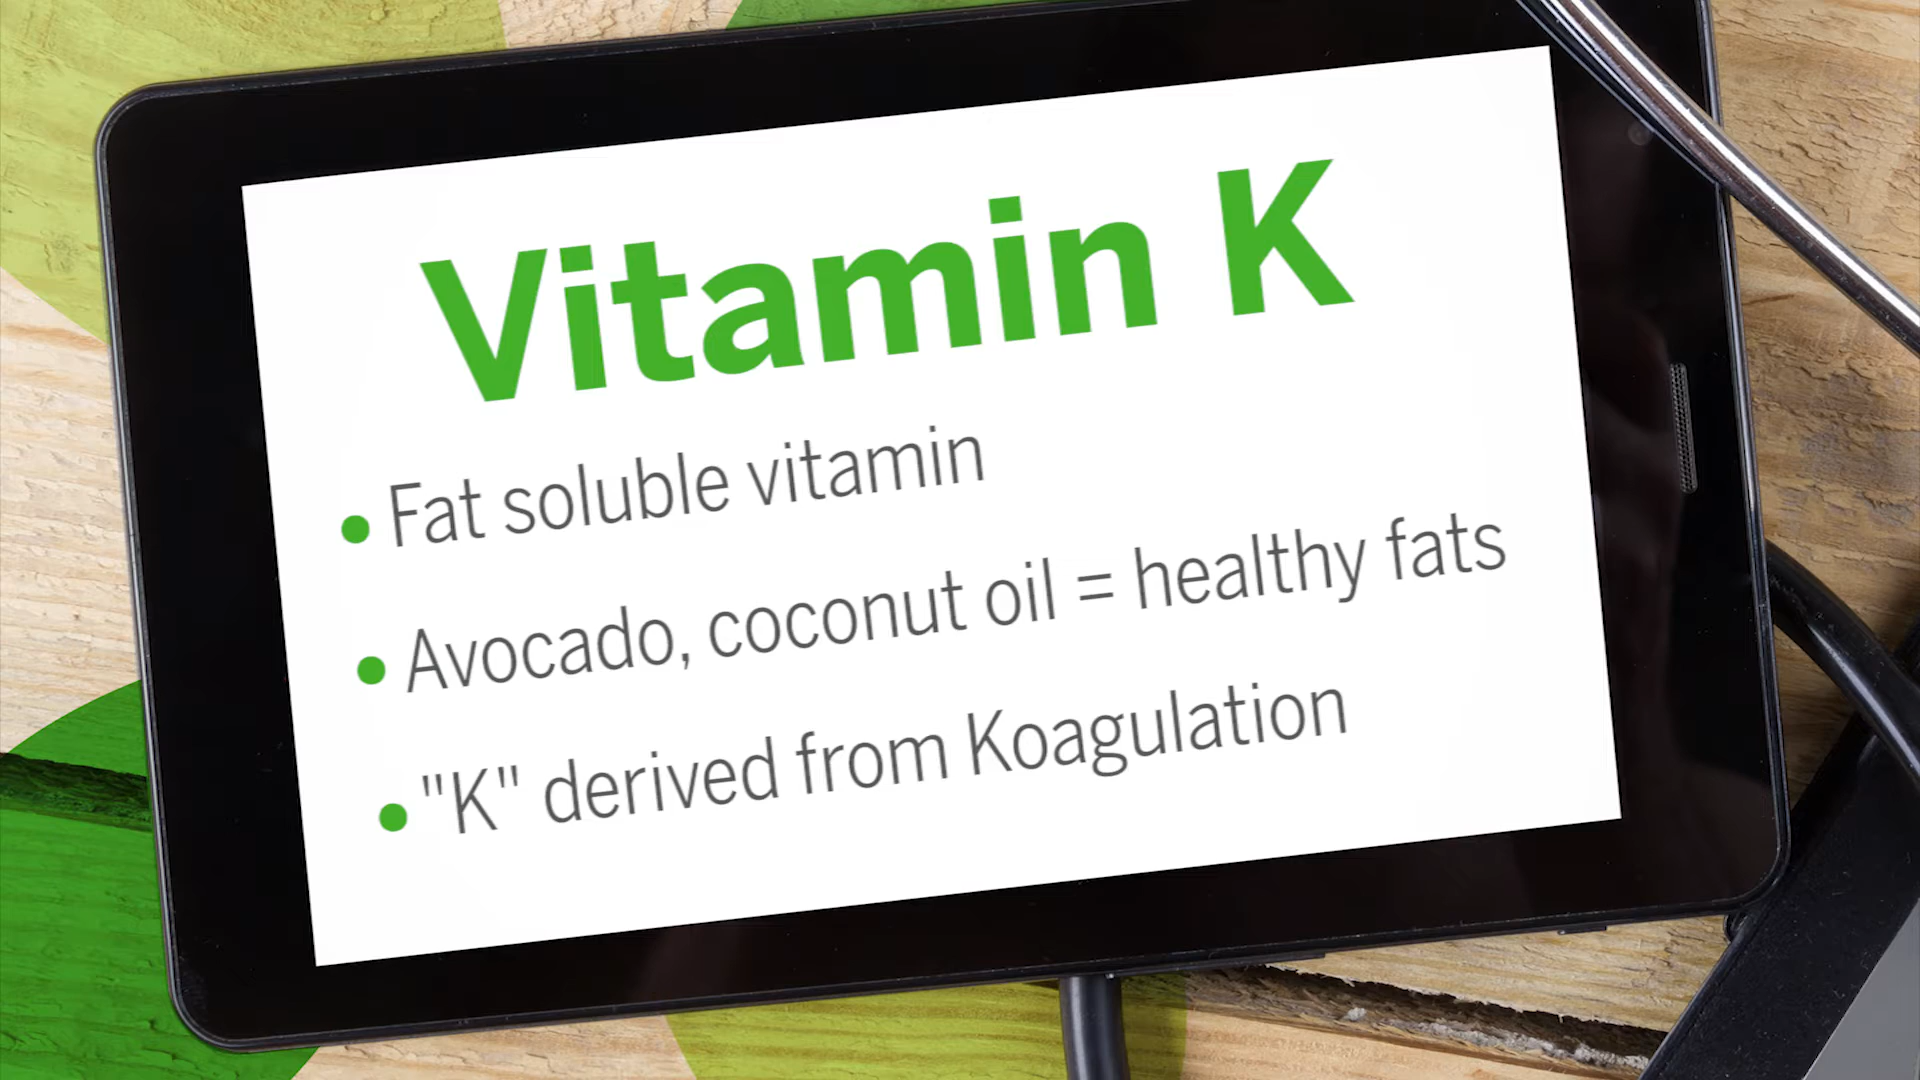 Vitamin K
• Fat soluble vitamin
• Avocado, coconut oil = healthy fats
• "K" derived from Koagulation